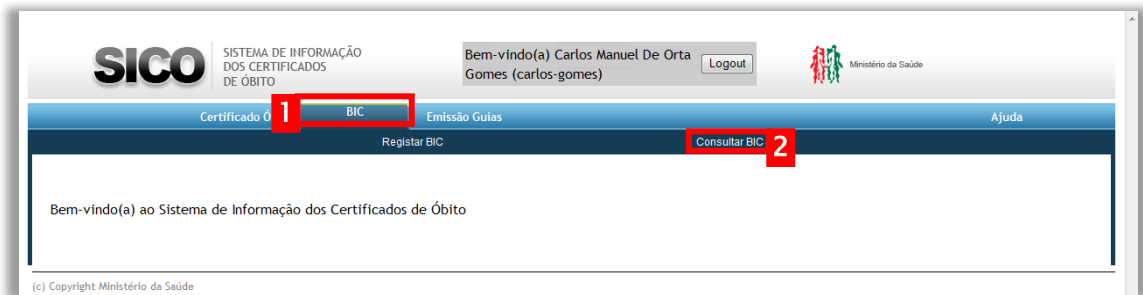 SICO
SISTEMA DE INFORMAÇÃO
DOS CERTIFICADOS
DE ÓBITO
Bem-vindo(a) Carlos Manuel De Orta
Gomes (carlos-gomes)
Logout
Ministério da Saúde
Certificado Ó
1
BIC
Emissão Guias
Ajuda
Registar BIC
Consultar BIC
2
Bem-vindo(a) ao Sistema de Informação dos Certificados de Óbito
(c) Copyright Ministério da Saúde